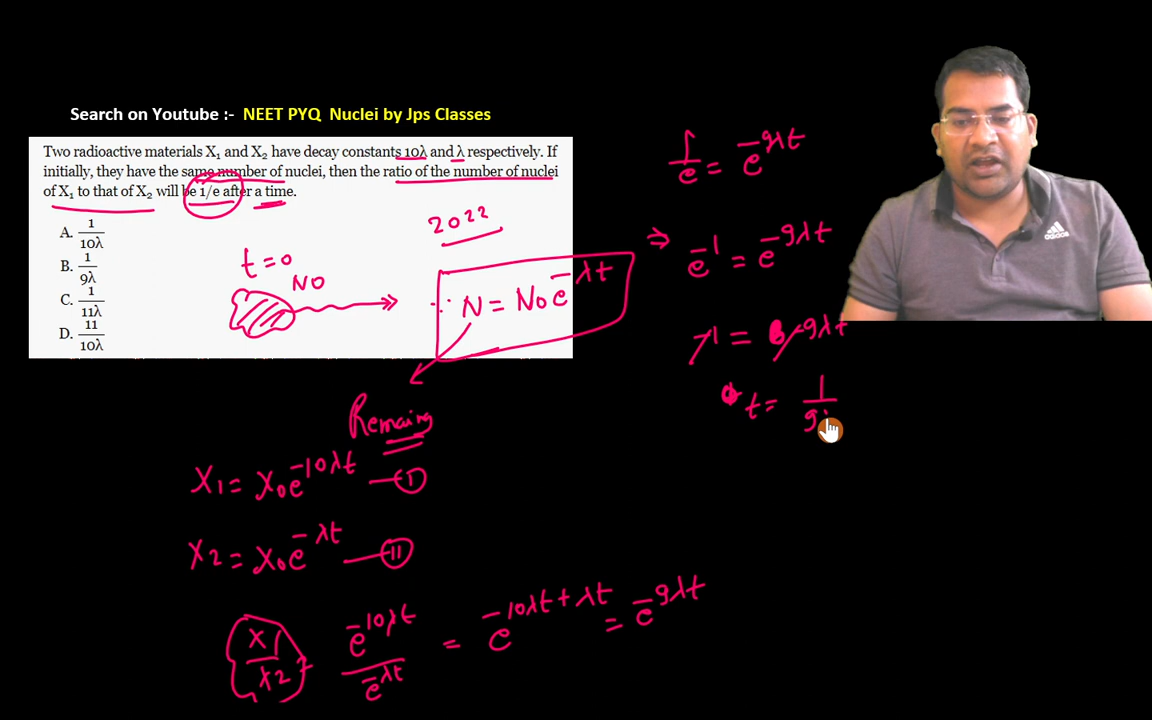 Search on Youtube :- NEET PYQ Nuclei by Jps Classes
Two radioactive materials X₁ and X₂ have decay constants 10λ and λ respectively. If
initially, they have the same number of nuclei, then the ratio of the number of nuclei
of X₁ to that of X₂ will be 1/e after a time.
A. 1/10λ
B. 1/9λ
C. 1/11λ
D. 11/10λ
2022
t=0
N0
∴ N = N0 e^-λt
Remaing
X1 = X0 e^-10λt — I
X2 = X0 e^-λt — II
X1/X2 = e^-10λt / e^-λt = e^-10λt+λt = e^-9λt
1/e = e^-9λt
⇒ e^-1 = e^-9λt
-1 = -9λt
t = 1/9λ
adidas